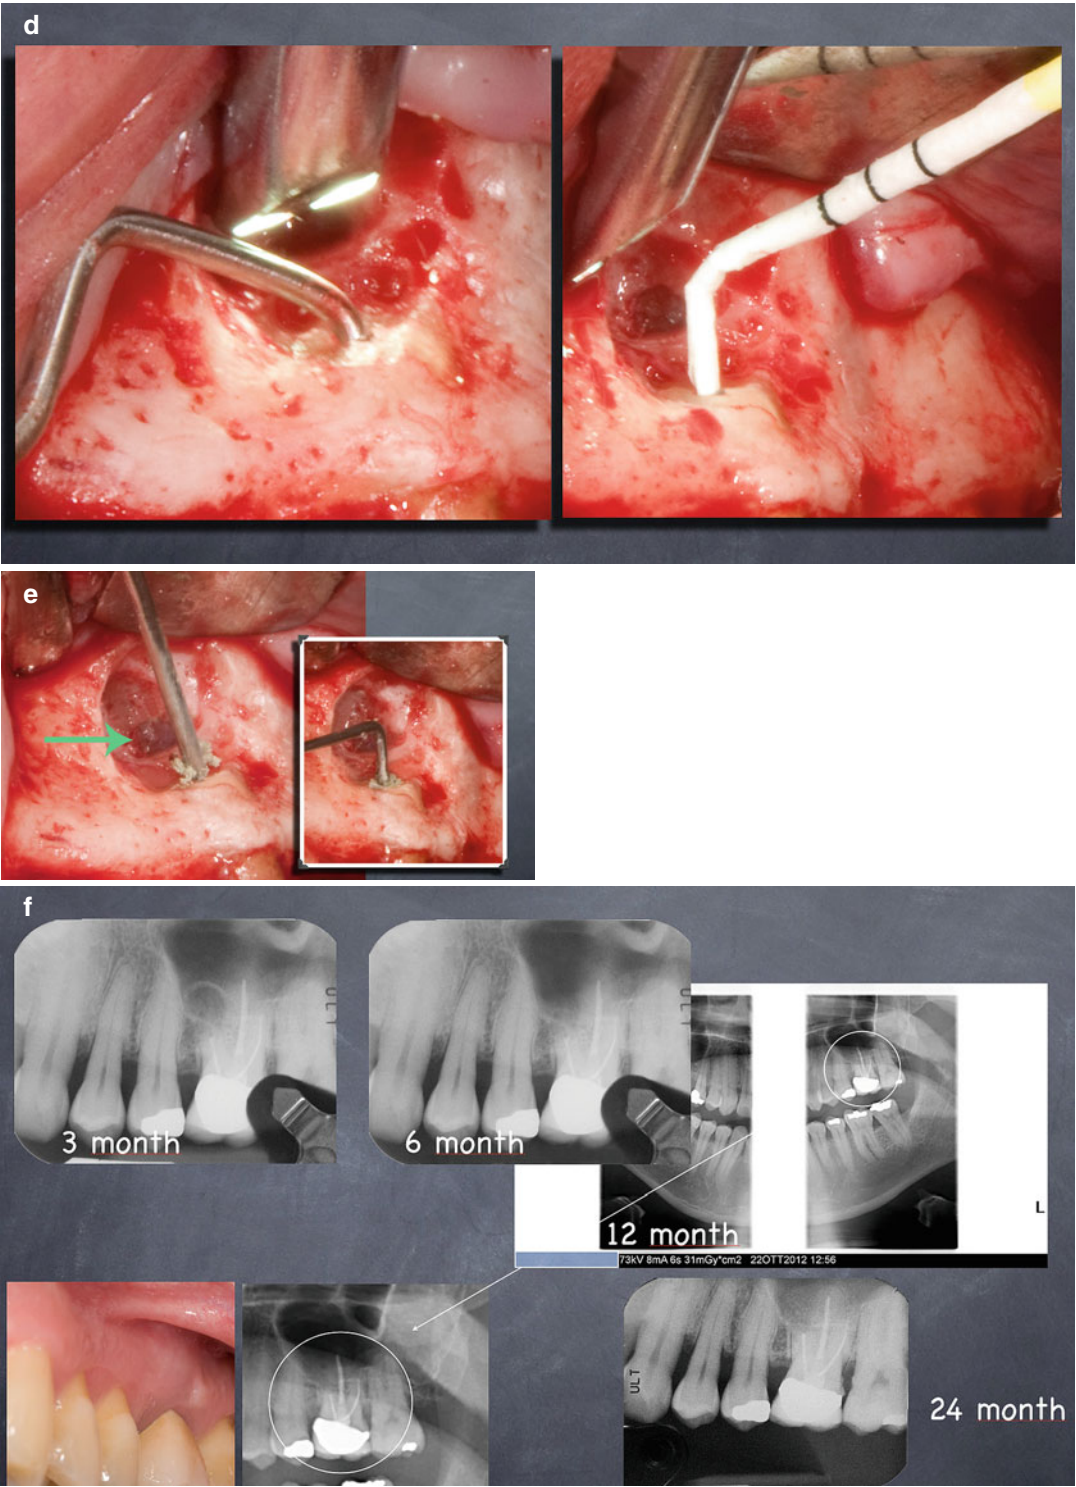 d
e
f
3 month
6 month
ULT
ULT
L
12 month
73kV 8mA 6s 31mGy*cm2 22OTT2012 12:56
ULT
24 month